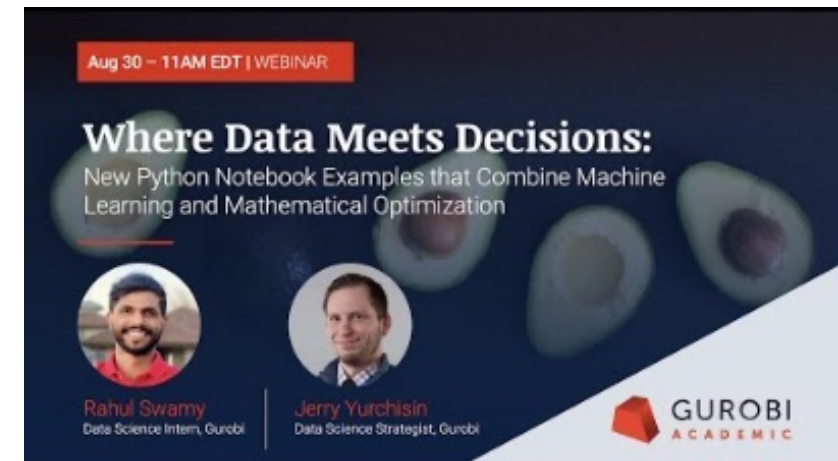 Aug 30 – 11AM EDT | WEBINAR
Where Data Meets Decisions:
New Python Notebook Examples that Combine Machine
Learning and Mathematical Optimization
Rahul Swamy
Data Science Intern, Gurobi
Jerry Yurchisin
Data Science Strategist, Gurobi
GUROBI
ACADEMIC